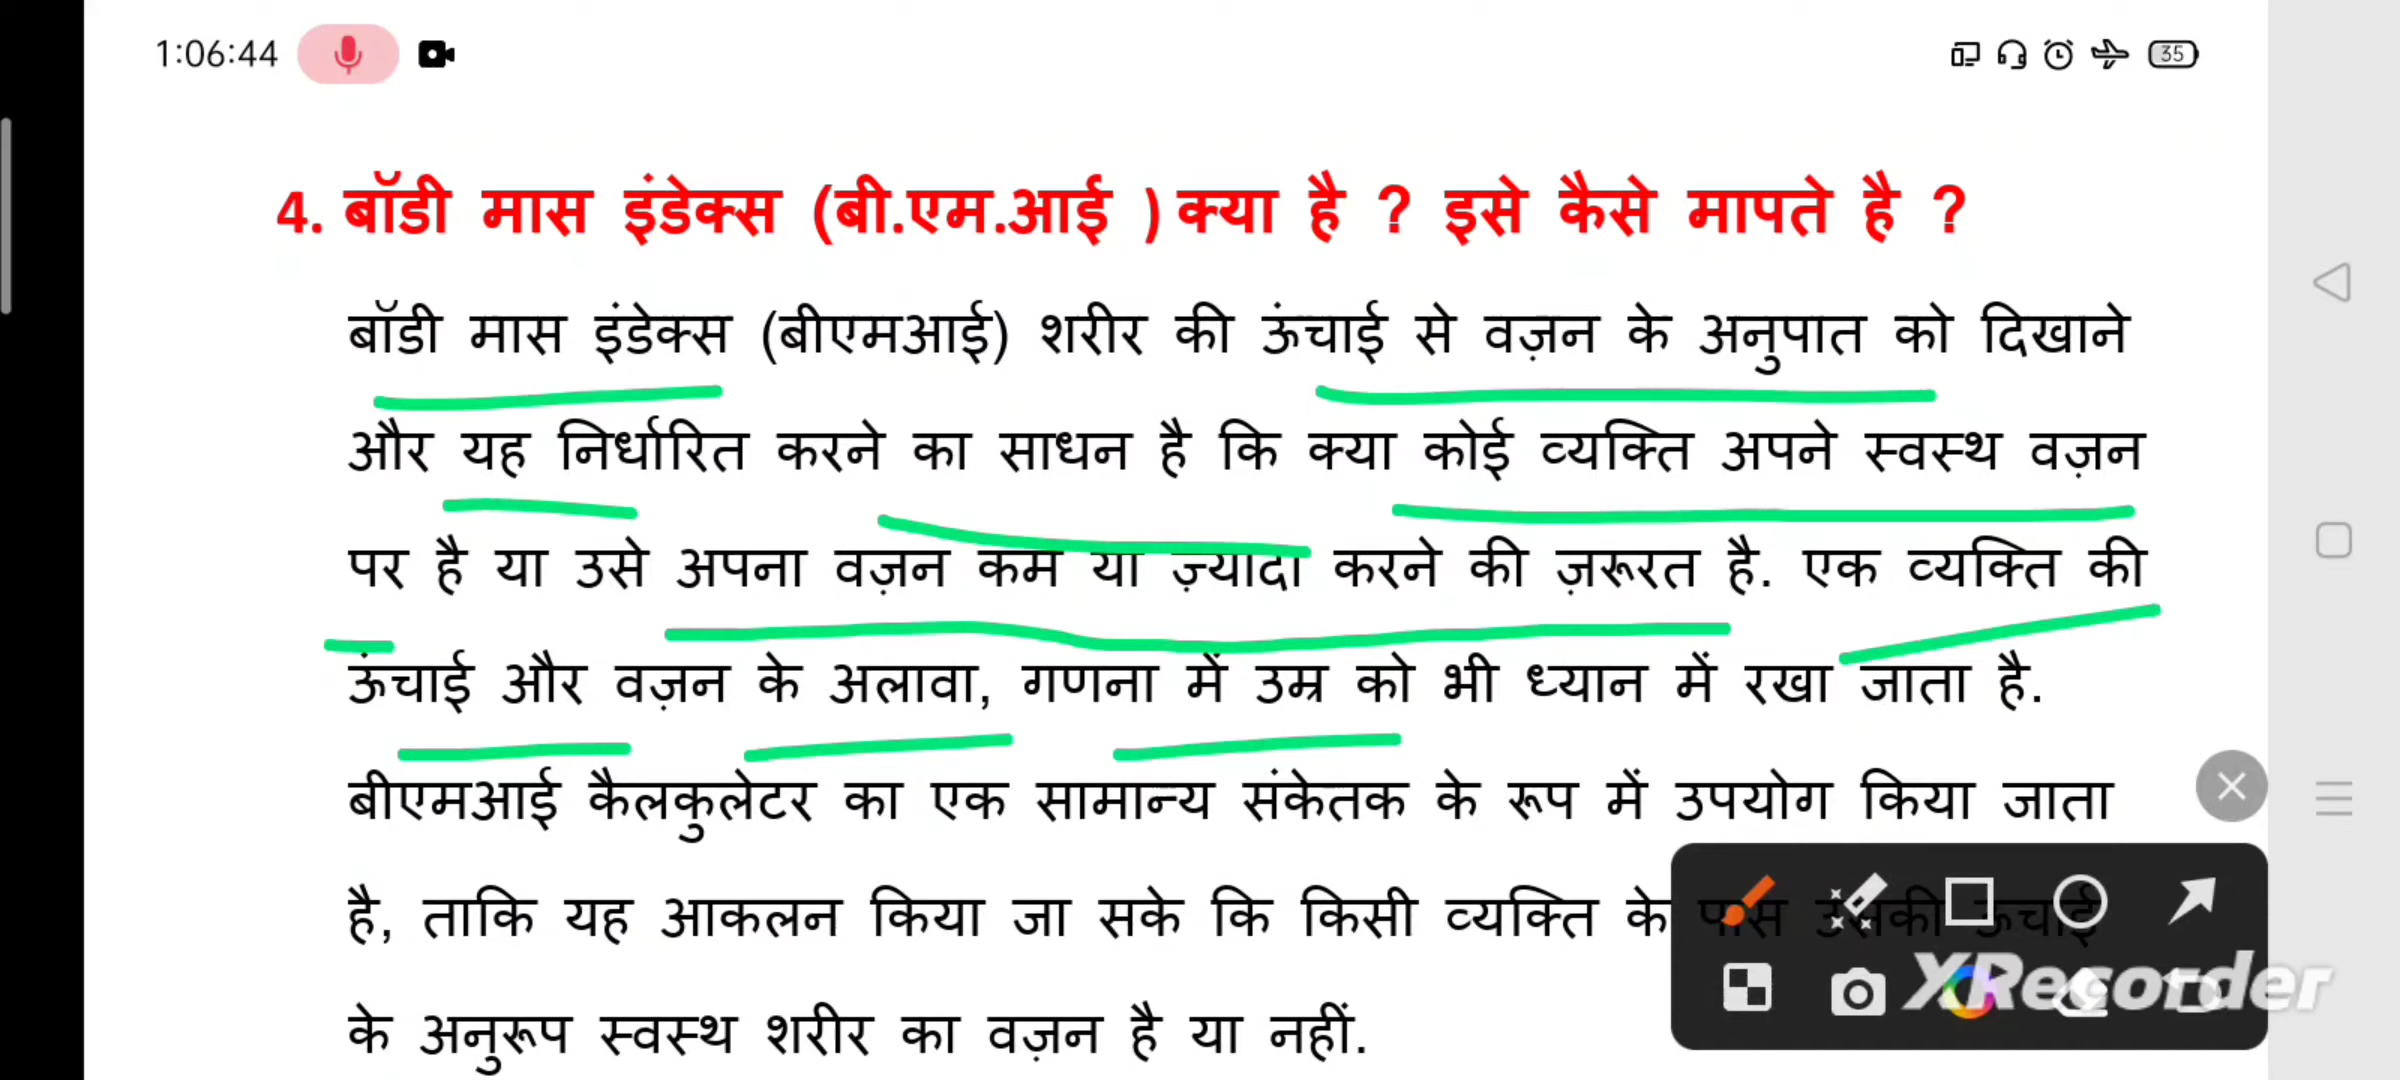 1:06:44
35
4. बॉडी मास इंडेक्स (बी.एम.आई ) क्या है ? इसे कैसे मापते है ?
बॉडी मास इंडेक्स (बीएमआई) शरीर की ऊंचाई से वज़न के अनुपात को दिखाने
और यह निर्धारित करने का साधन है कि क्या कोई व्यक्ति अपने स्वस्थ वज़न
पर है या उसे अपना वज़न कम या ज़्यादा करने की ज़रूरत है. एक व्यक्ति की
ऊंचाई और वज़न के अलावा, गणना में उम्र को भी ध्यान में रखा जाता है.
बीएमआई कैलकुलेटर का एक सामान्य संकेतक के रूप में उपयोग किया जाता
है, ताकि यह आकलन किया जा सके कि किसी व्यक्ति के पास उसकी ऊंचाई
के अनुरूप स्वस्थ शरीर का वज़न है या नहीं.
XRecorder